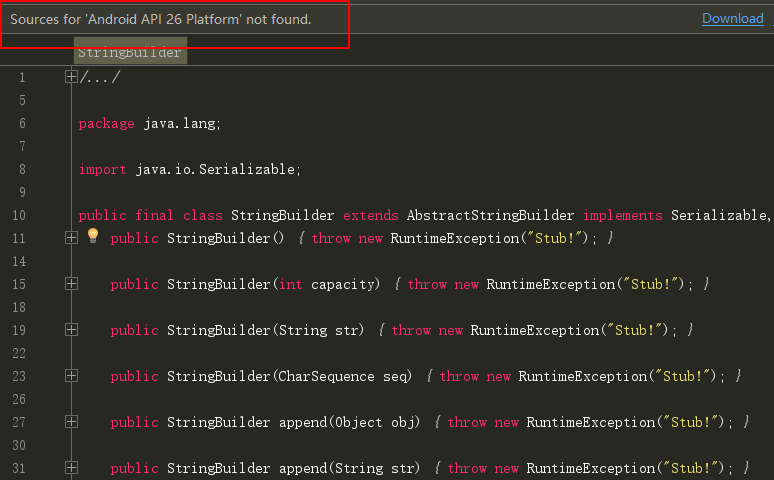 Sources for 'Android API 26 Platform' not found. Download
StringBuilder
1 /.../
5
6 package java.lang;
7
8 import java.io.Serializable;
9
10 public final class StringBuilder extends AbstractStringBuilder implements Serializable,
11 public StringBuilder() { throw new RuntimeException("Stub!"); }
14
15 public StringBuilder(int capacity) { throw new RuntimeException("Stub!"); }
18
19 public StringBuilder(String str) { throw new RuntimeException("Stub!"); }
22
23 public StringBuilder(CharSequence seq) { throw new RuntimeException("Stub!"); }
26
27 public StringBuilder append(Object obj) { throw new RuntimeException("Stub!"); }
30
31 public StringBuilder append(String str) { throw new RuntimeException("Stub!"); }